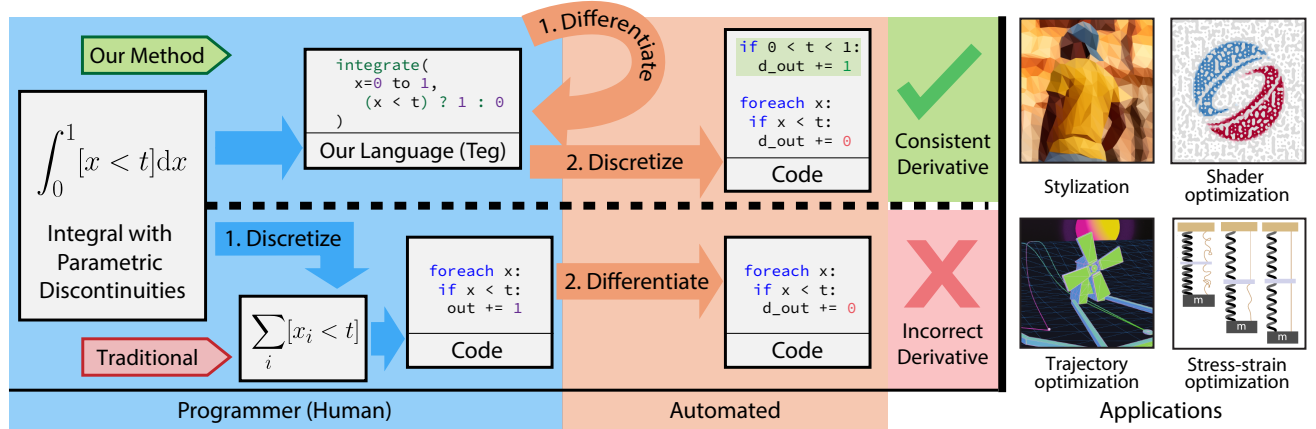 Our Method
∫₀¹ [x < t]dx
Integral with
Parametric
Discontinuities
Traditional
integrate(
x=0 to 1,
(x < t) ? 1 : 0
)
Our Language (Teg)
1. Differentiate
2. Discretize
if 0 < t < 1:
d_out += 1
foreach x:
if x < t:
d_out += 0
Code
Consistent
Derivative
1. Discretize
∑ᵢ [xᵢ < t]
foreach x:
if x < t:
out += 1
Code
2. Differentiate
foreach x:
if x < t:
d_out += 0
Code
Incorrect
Derivative
Programmer (Human)
Automated
Stylization
Shader
optimization
m
m
m
Trajectory
optimization
Stress-strain
optimization
Applications